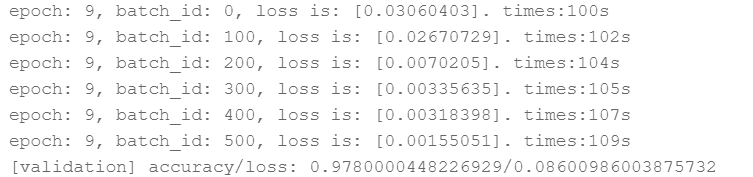 epoch: 9, batch_id: 0, loss is: [0.03060403]. times:100s
epoch: 9, batch_id: 100, loss is: [0.02670729]. times:102s
epoch: 9, batch_id: 200, loss is: [0.0070205]. times:104s
epoch: 9, batch_id: 300, loss is: [0.00335635]. times:105s
epoch: 9, batch_id: 400, loss is: [0.00318398]. times:107s
epoch: 9, batch_id: 500, loss is: [0.00155051]. times:109s
[validation] accuracy/loss: 0.9780000448226929/0.08600986003875732